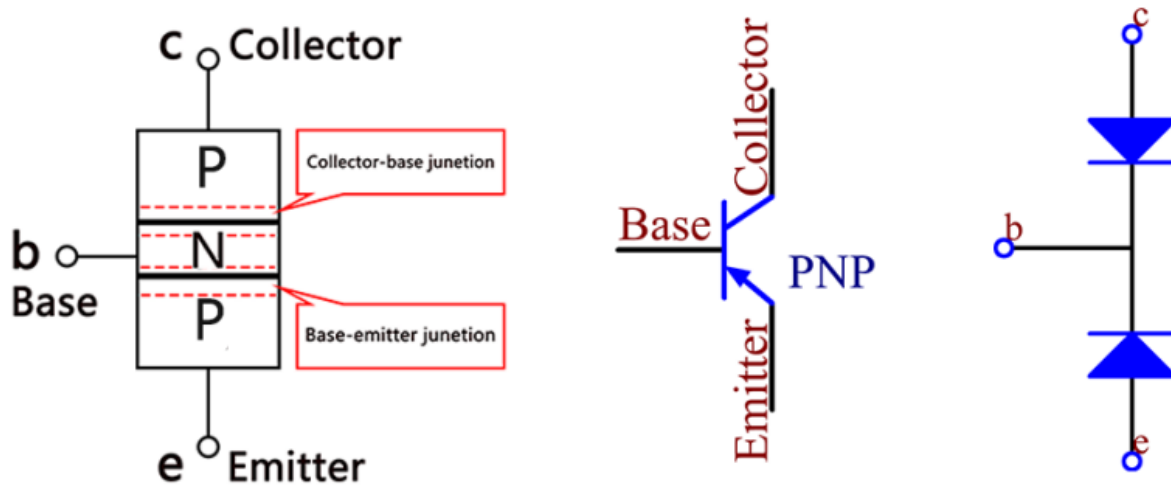 c Collector
P
Collector-base junetion
b
N
Base
P
Base-emitter junetion
e Emitter
Collector
Base
PNP
Emitter
c
b
e